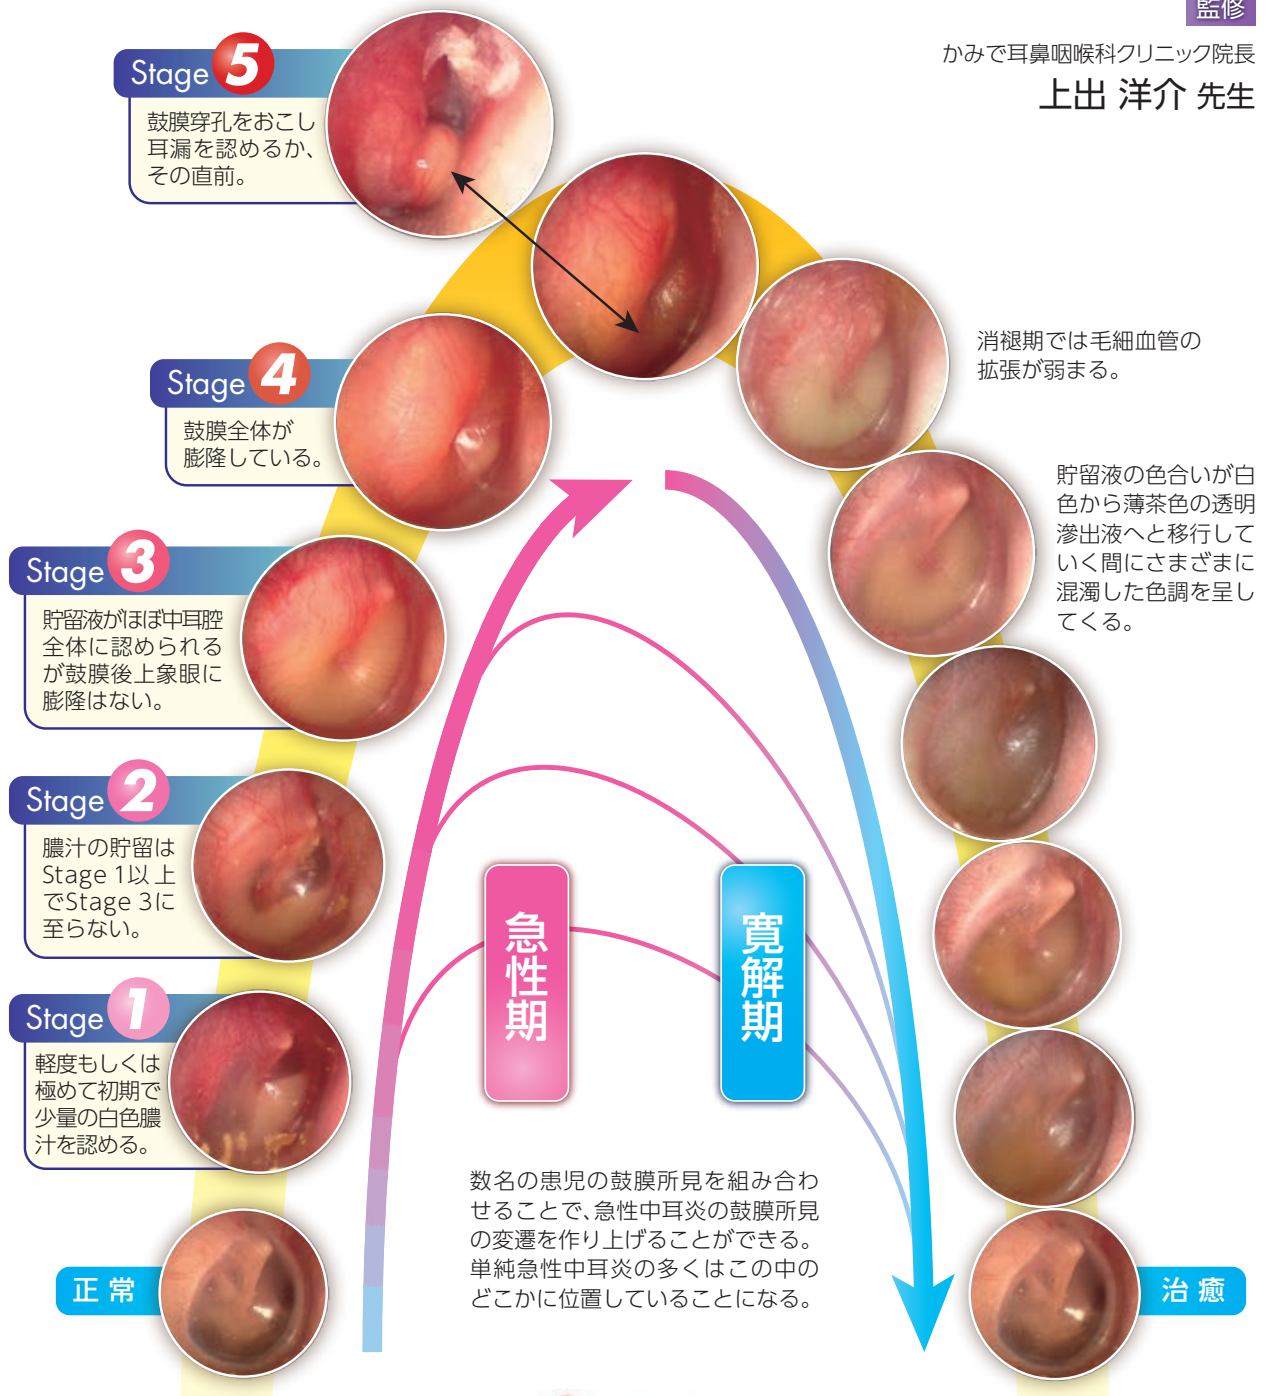 監修
かみで耳鼻咽喉科クリニック院長
上出 洋介 先生
Stage 5
鼓膜穿孔をおこし
耳漏を認めるか、
その直前。
Stage 4
鼓膜全体が
膨隆している。
Stage 3
貯留液がほぼ中耳腔
全体に認められる
が鼓膜後上象眼に
膨隆はない。
Stage 2
膿汁の貯留は
Stage 1以上
でStage 3に
至らない。
Stage 1
軽度もしくは
極めて初期で
少量の白色膿
汁を認める。
正常
消褪期では毛細血管の
拡張が弱まる。
貯留液の色合いが白
色から薄茶色の透明
滲出液へと移行して
いく間にさまざまに
混濁した色調を呈し
てくる。
急性期
寛解期
数名の患児の鼓膜所見を組み合わ
せることで、急性中耳炎の鼓膜所見
の変遷を作り上げることができる。
単純急性中耳炎の多くはこの中の
どこかに位置していることになる。
治癒